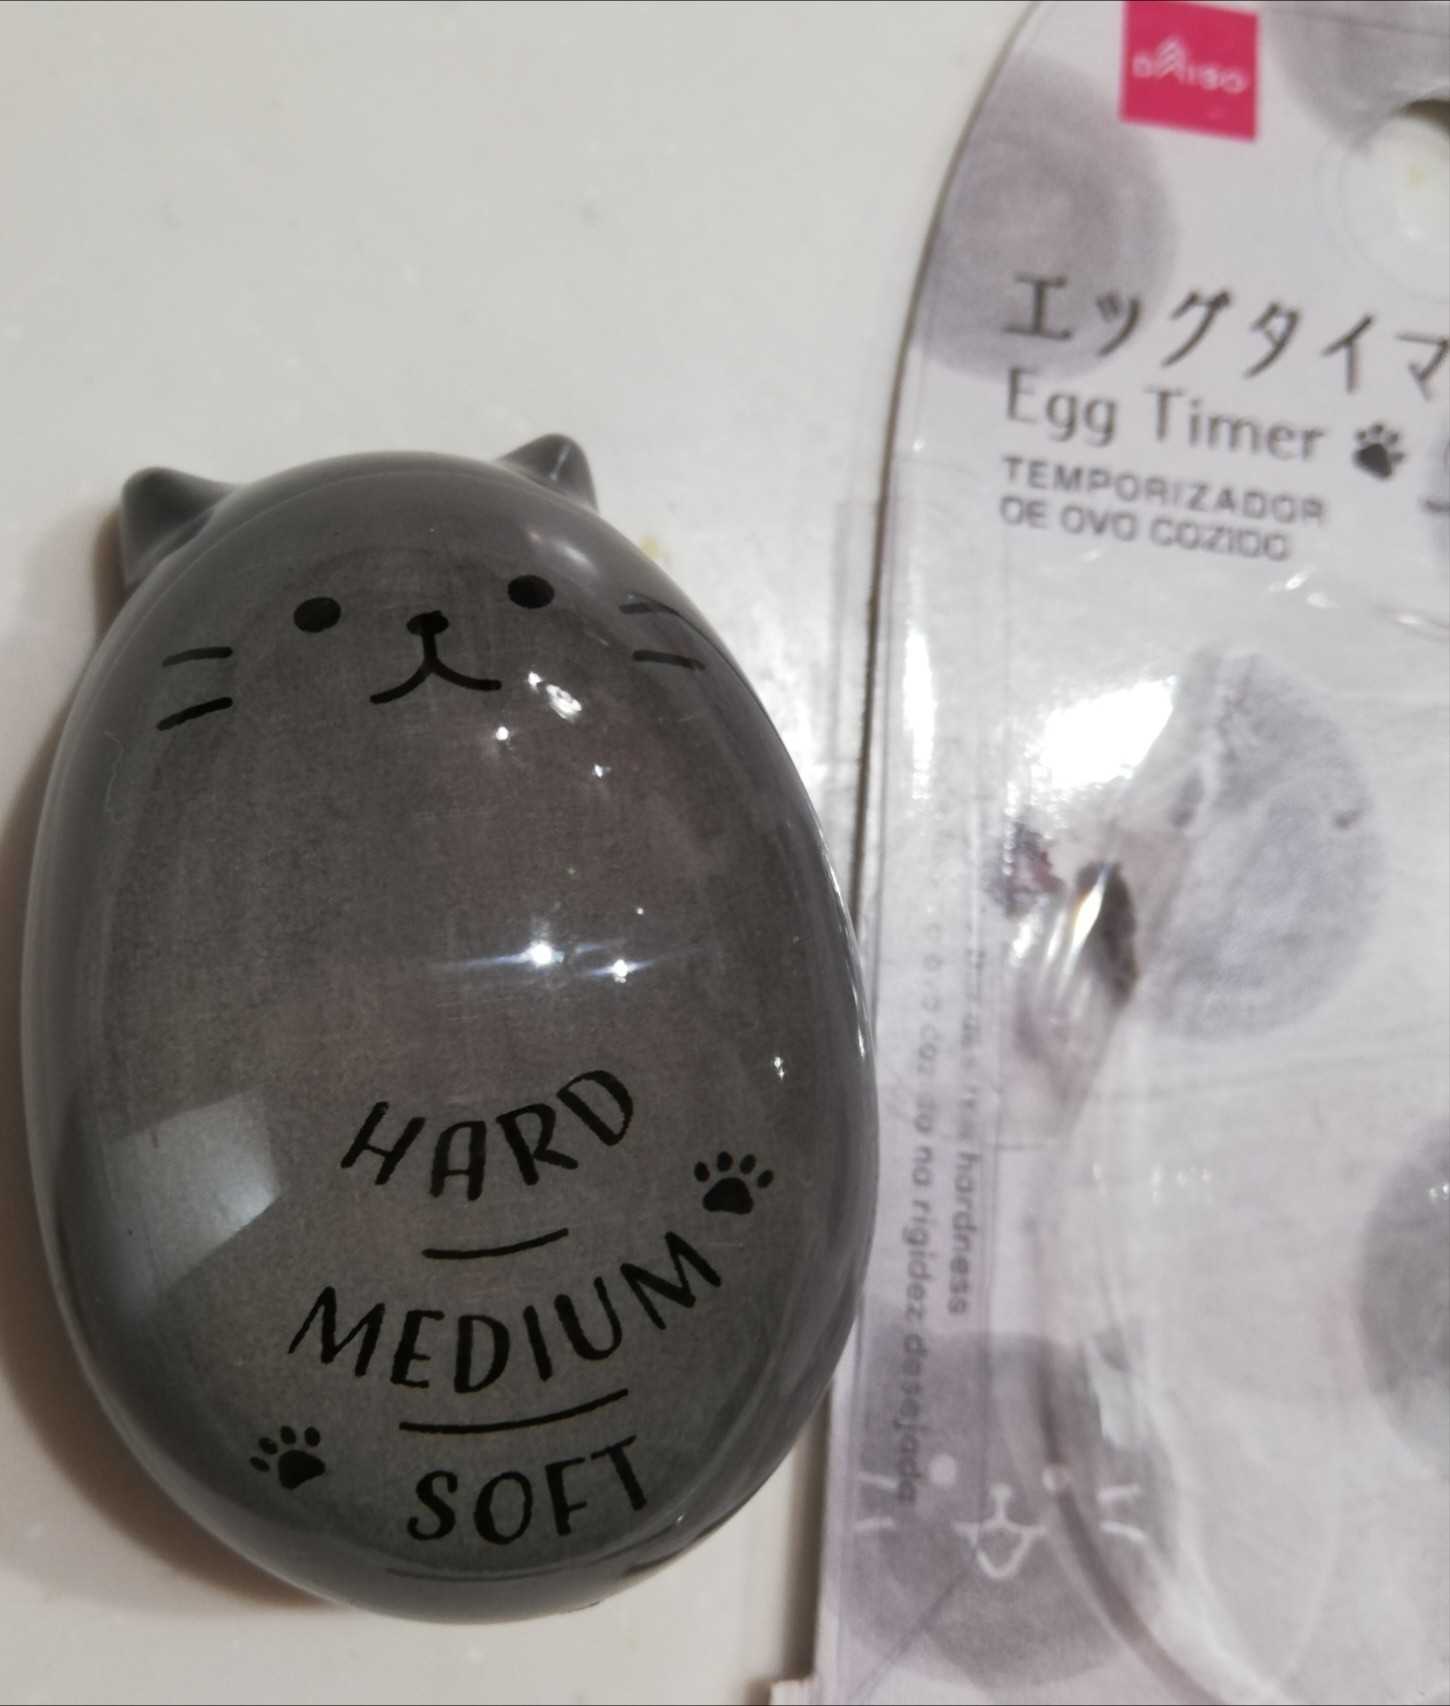 DAISO
エッグタイマ
Egg Timer
TEMPORIZADOR
DE OVO COZIDO
HARD
MEDIUM
SOFT
hardness
na rigidez desejada